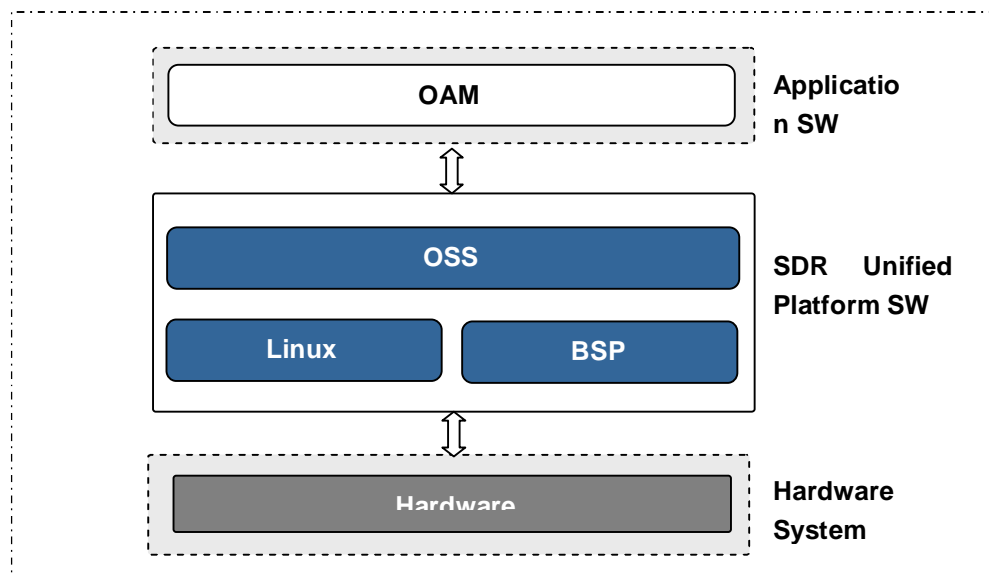 OAM
Applicatio
n SW
OSS
SDR Unified
Platform SW
Linux
BSP
Hardware
Hardware
System